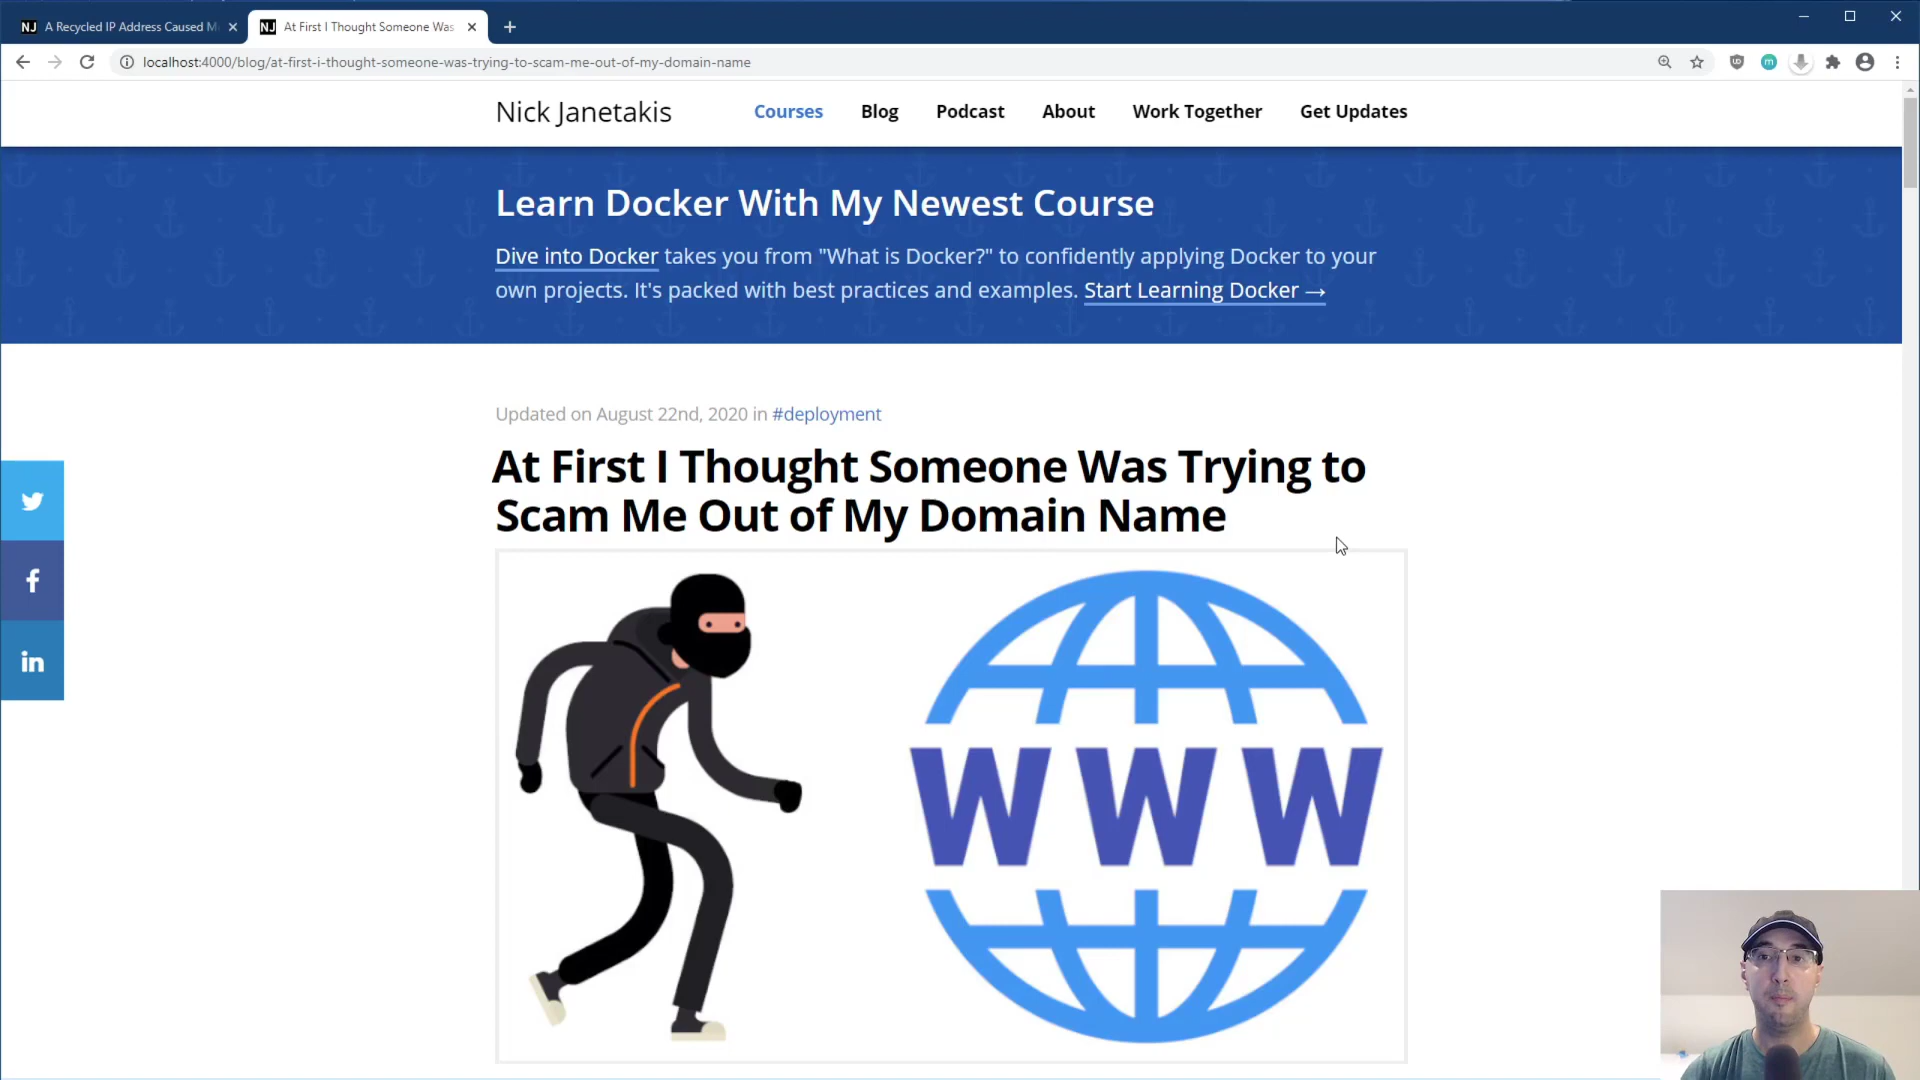 NJ A Recycled IP Address Caused M
NJ At First I Thought Someone Was
localhost:4000/blog/at-first-i-thought-someone-was-trying-to-scam-me-out-of-my-domain-name
m
Nick Janetakis
Courses Blog Podcast About Work Together Get Updates
Learn Docker With My Newest Course
Dive into Docker takes you from "What is Docker?" to confidently applying Docker to your
own projects. It's packed with best practices and examples. Start Learning Docker →
Updated on August 22nd, 2020 in #deployment
At First I Thought Someone Was Trying to
Scam Me Out of My Domain Name
f
in
WWW